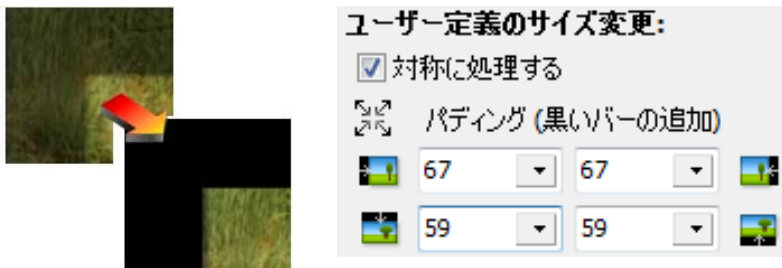 ユーザー定義のサイズ変更:
対称に処理する
パディング (黒いバーの追加)
67 67
59 59